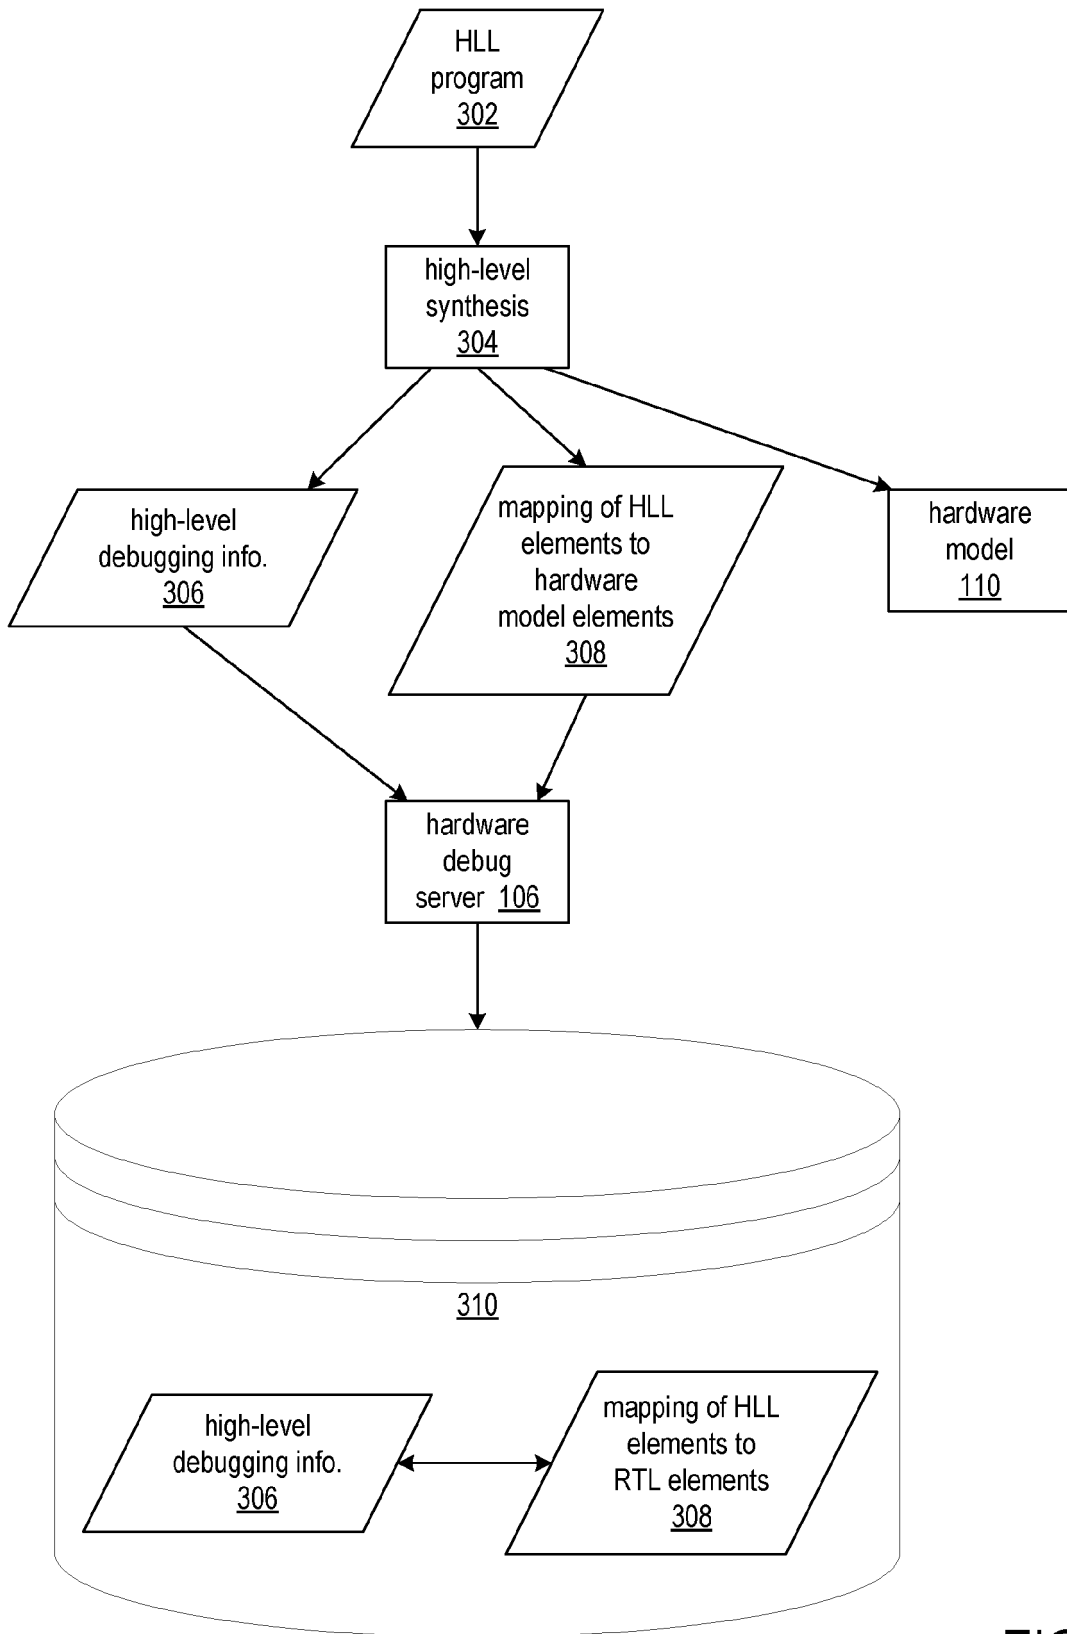 HLL
program
302
high-level
synthesis
304
high-level
debugging info.
306
mapping of HLL
elements to
hardware
model elements
308
hardware
model
110
hardware
debug
server 106
310
high-level
debugging info.
306
mapping of HLL
elements to
RTL elements
308